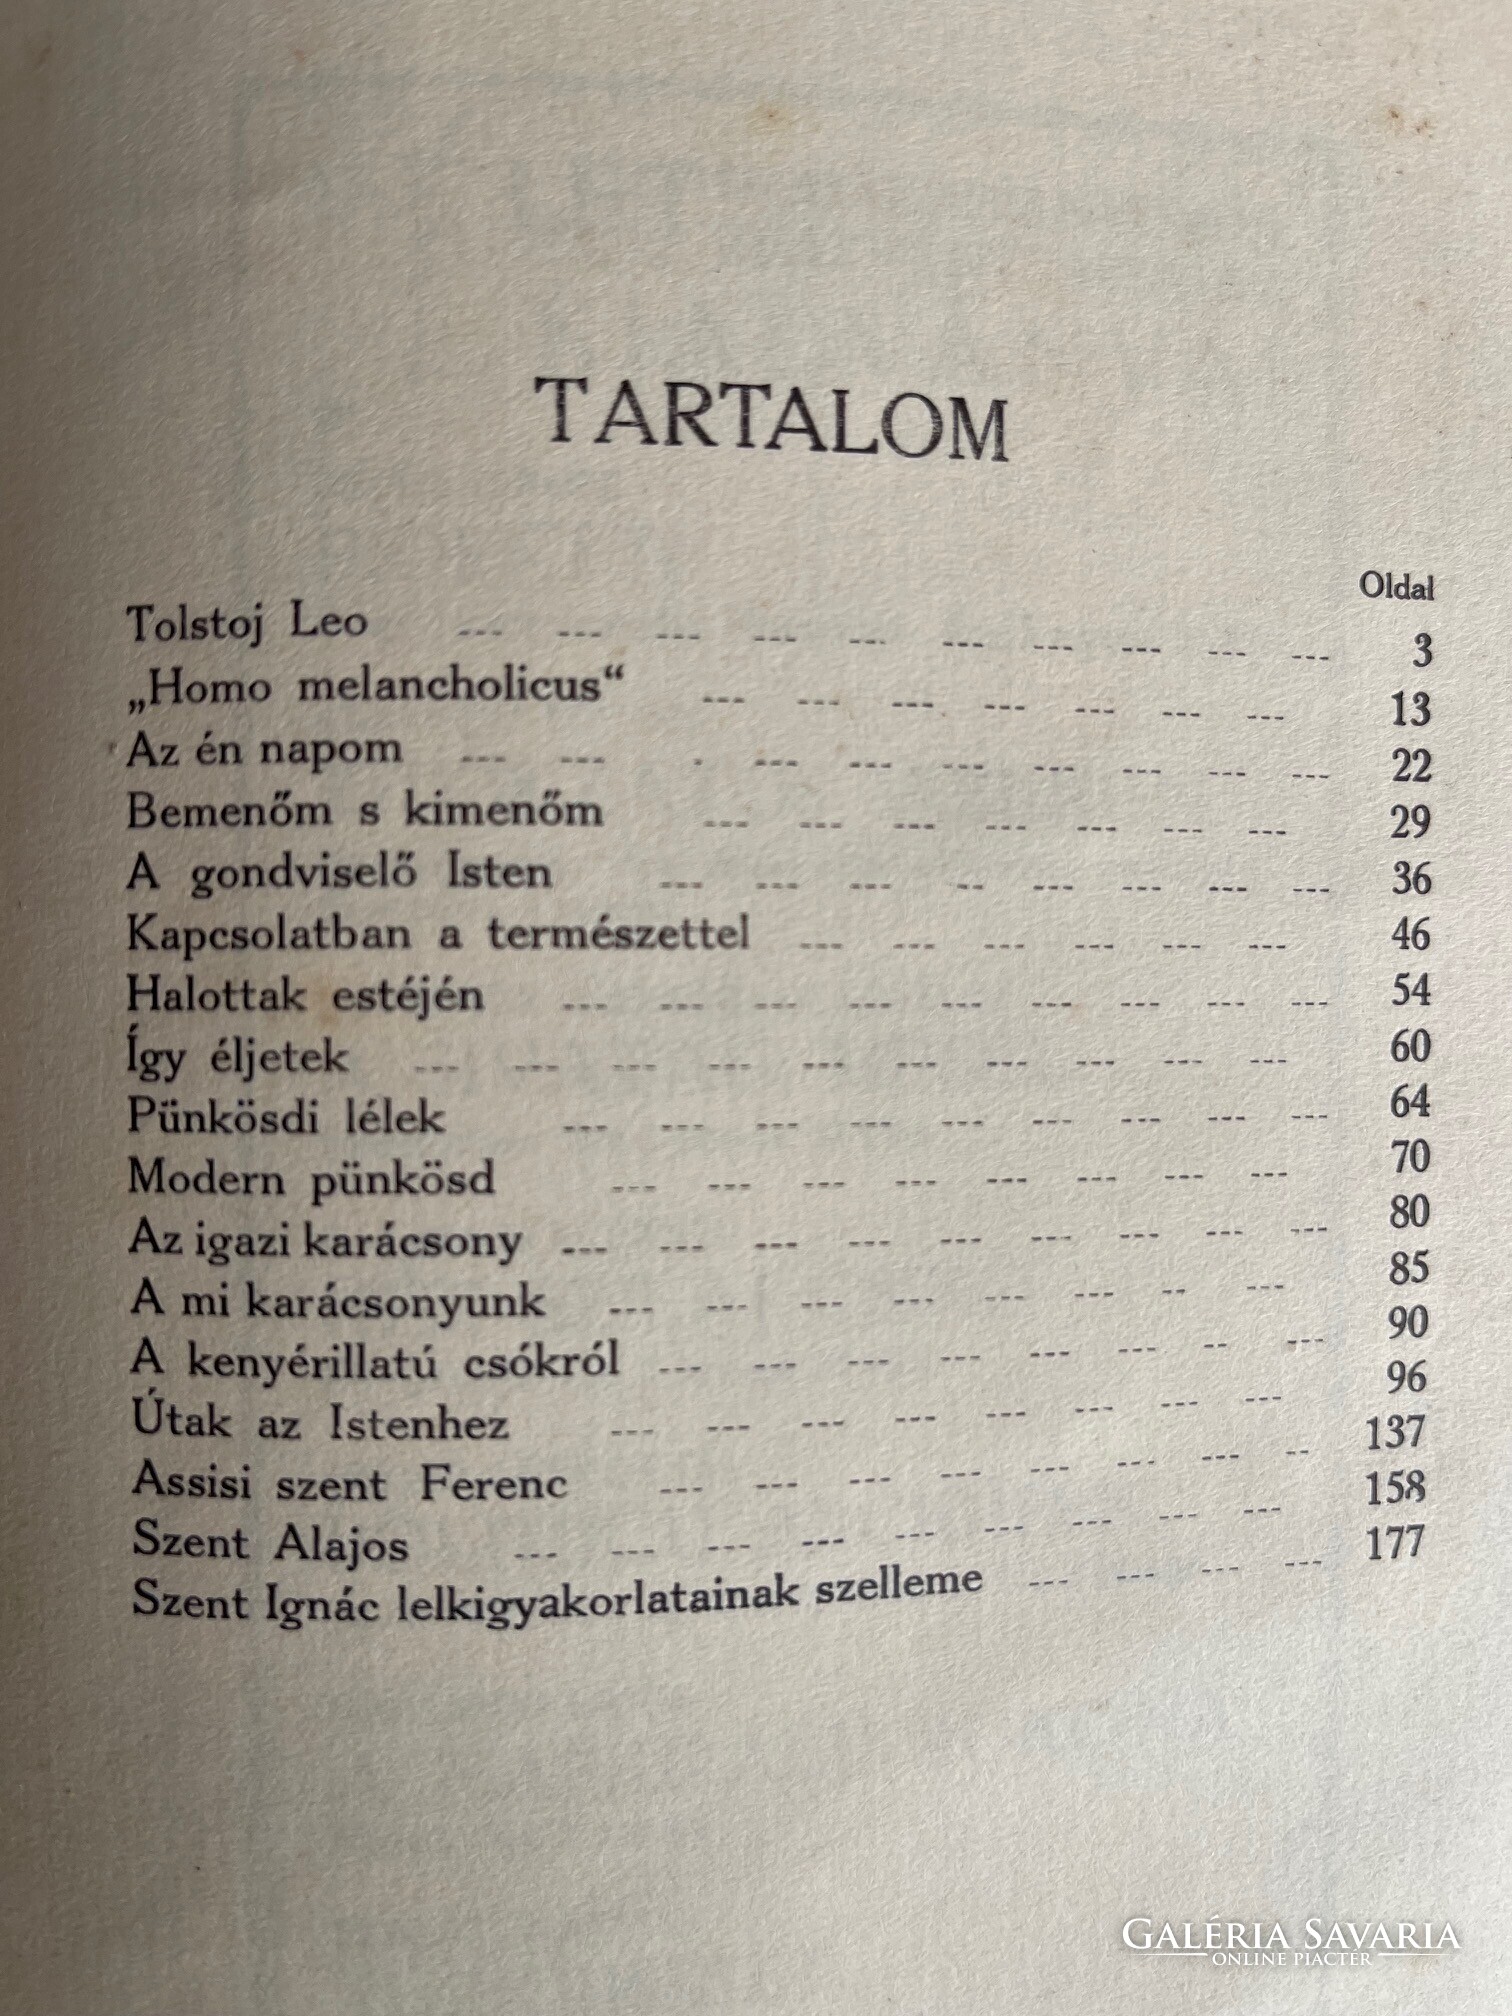 TARTALOM
Oldal
Tolstoj Leo --- --- --- --- --- --- --- --- --- --- 3
„Homo melancholicus“ --- --- --- --- --- --- --- 13
Az én napom --- --- . --- --- --- --- --- --- --- 22
Bemenőm s kimenőm --- --- --- --- --- --- --- 29
A gondviselő Isten --- --- --- -- --- --- --- --- 36
Kapcsolatban a természettel --- --- --- --- --- --- 46
Halottak estéjén --- --- --- --- --- --- --- --- --- 54
Így éljetek --- --- --- --- --- --- --- --- --- --- 60
Pünkösdi lélek --- --- --- --- --- --- --- --- --- 64
Modern pünkösd --- --- --- --- --- --- --- --- 70
Az igazi karácsony --- --- --- --- --- --- --- --- --- 80
A mi karácsonyunk --- --- --- --- --- --- -- --- 85
A kenyérillatú csókról --- --- --- --- --- --- -- --- 90
Útak az Istenhez --- --- --- --- --- --- --- --- 96
Assisi szent Ferenc --- --- --- --- --- --- --- -- 137
Szent Alajos --- --- --- --- --- --- --- --- --- 158
Szent Ignác lelkigyakorlatainak szelleme --- --- --- --- 177
GALÉRIA SAVARIA
ONLINE PIACTÉR